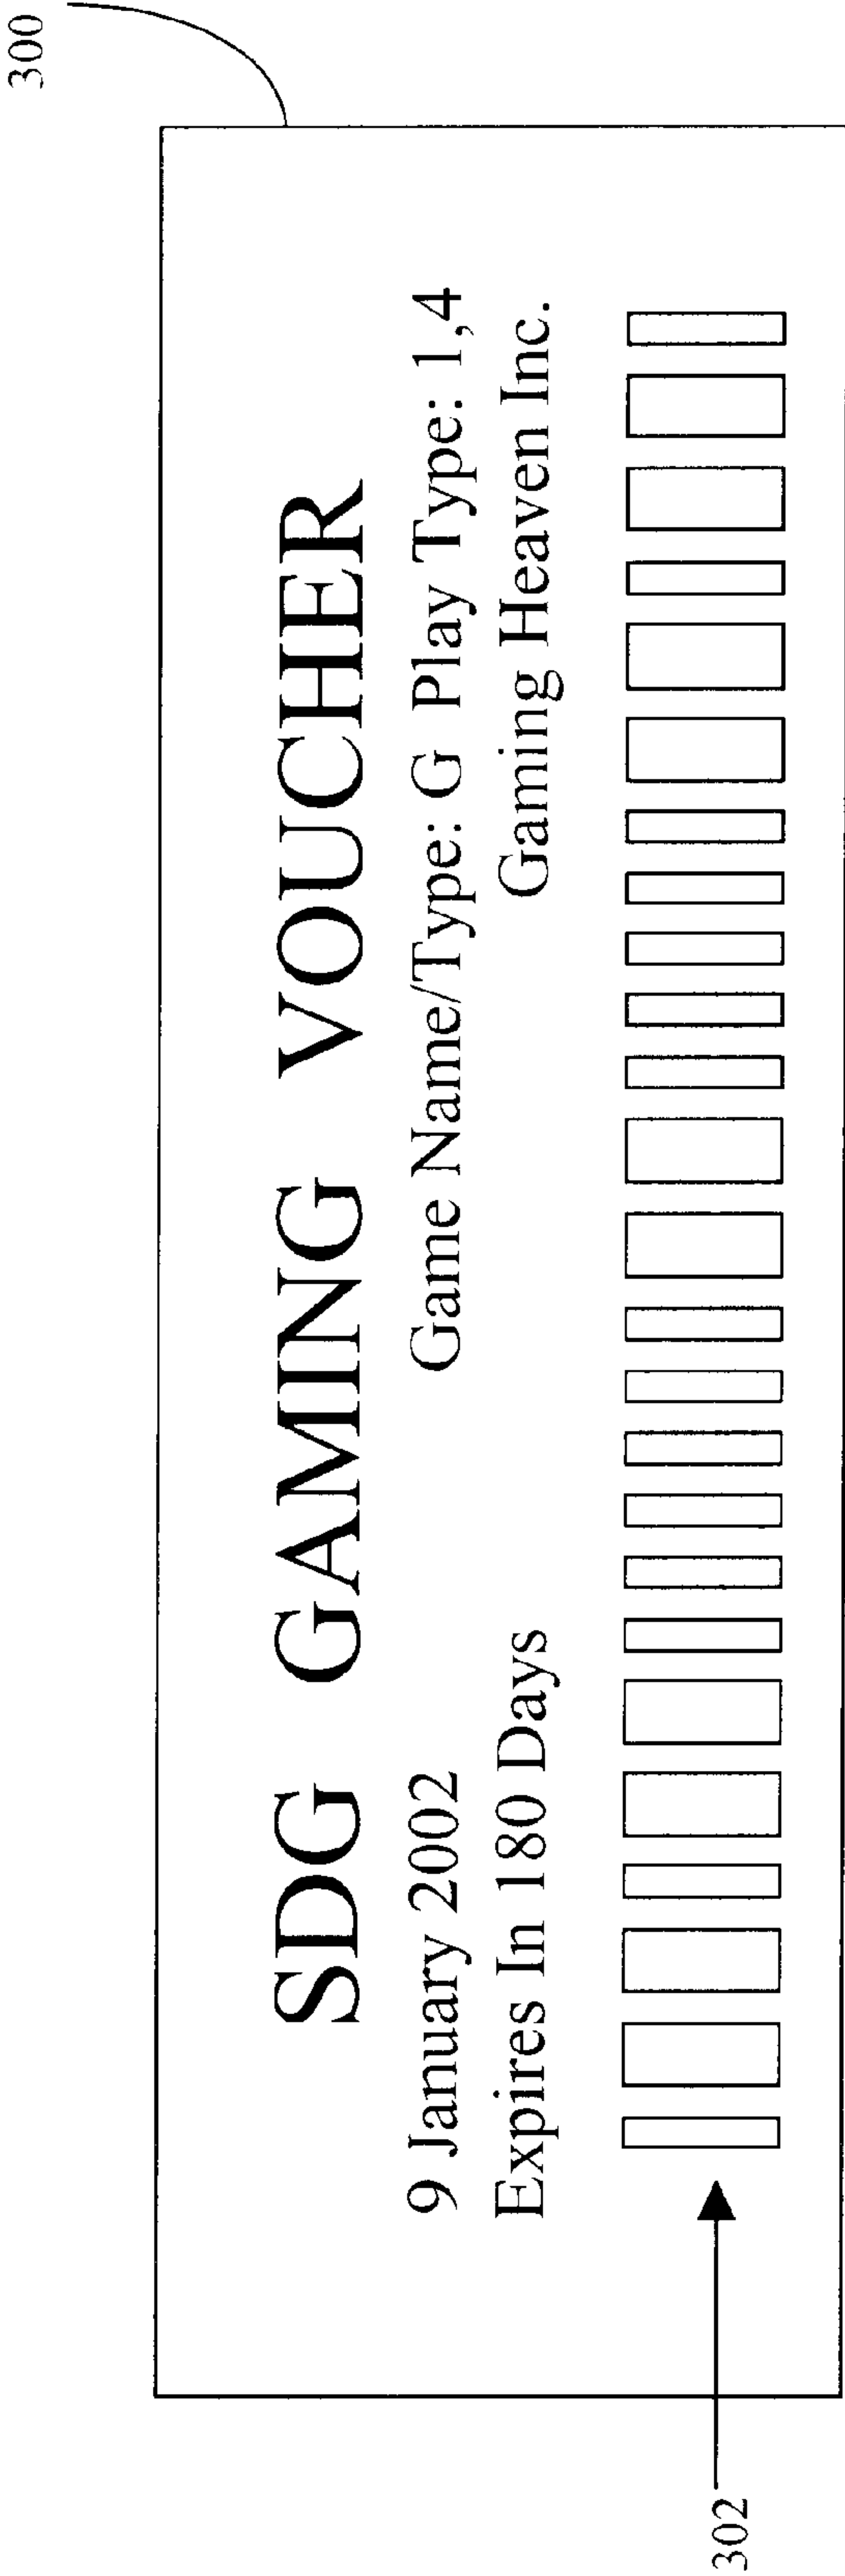 300
SDG GAMING VOUCHER
9 January 2002 Game Name/Type: G Play Type: 1,4
Expires In 180 Days Gaming Heaven Inc.
302